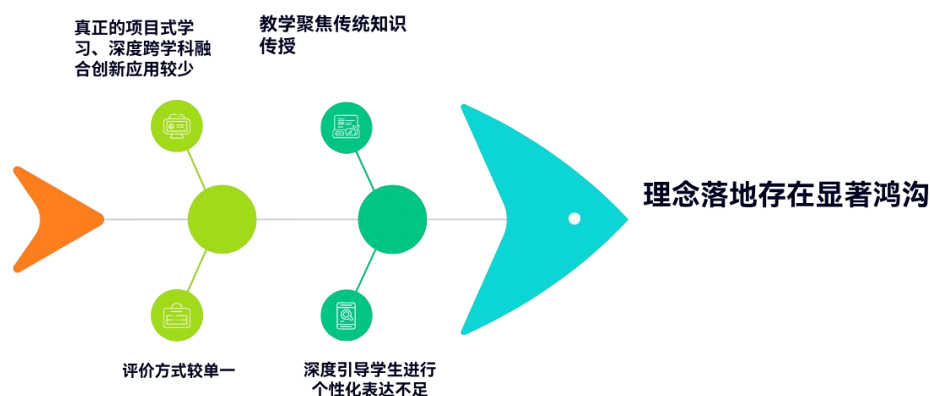 真正的项目式学
习、深度跨学科融
合创新应用较少
教学聚焦传统知识
传授
理念落地存在显著鸿沟
评价方式较单一
深度引导学生进行
个性化表达不足